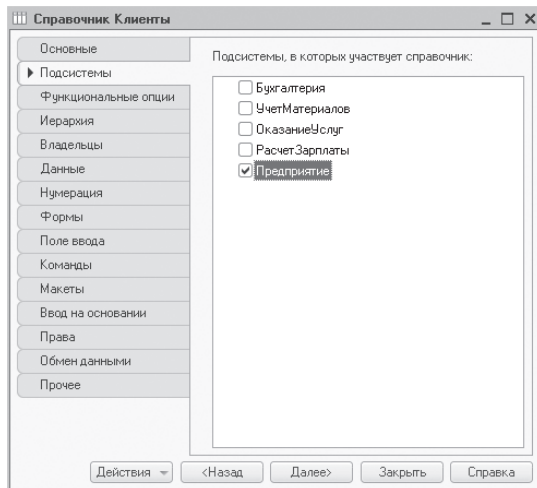 Справочник Клиенты
Основные
Подсистемы
Функциональные опции
Иерархия
Владельцы
Данные
Нумерация
Формы
Поле ввода
Команды
Макеты
Ввод на основании
Права
Обмен данными
Прочее
Подсистемы, в которых участвует справочник:
Бухгалтерия
УчетМатериалов
ОказаниеУслуг
РасчетЗарплаты
Предприятие
Действия
<Назад
Далее>
Закрыть
Справка